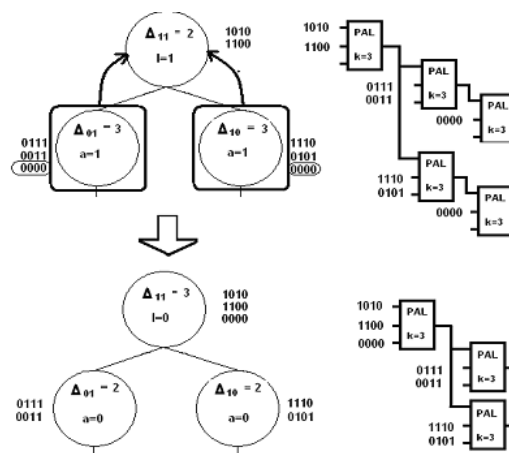 Δ11 = 2
l=1
1010
1100
Δ01 = 3
a=1
0111
0011
0000
Δ10 = 3
a=1
1110
0101
0000
1010
1100
PAL
k=3
0111
0011
PAL
k=3
0000
PAL
k=3
1110
0101
PAL
k=3
0000
PAL
k=3
Δ11 = 3
l=0
1010
1100
0000
Δ01 = 2
a=0
0111
0011
Δ10 = 2
a=0
1110
0101
1010
1100
0000
PAL
k=3
0111
0011
PAL
k=3
1110
0101
PAL
k=3